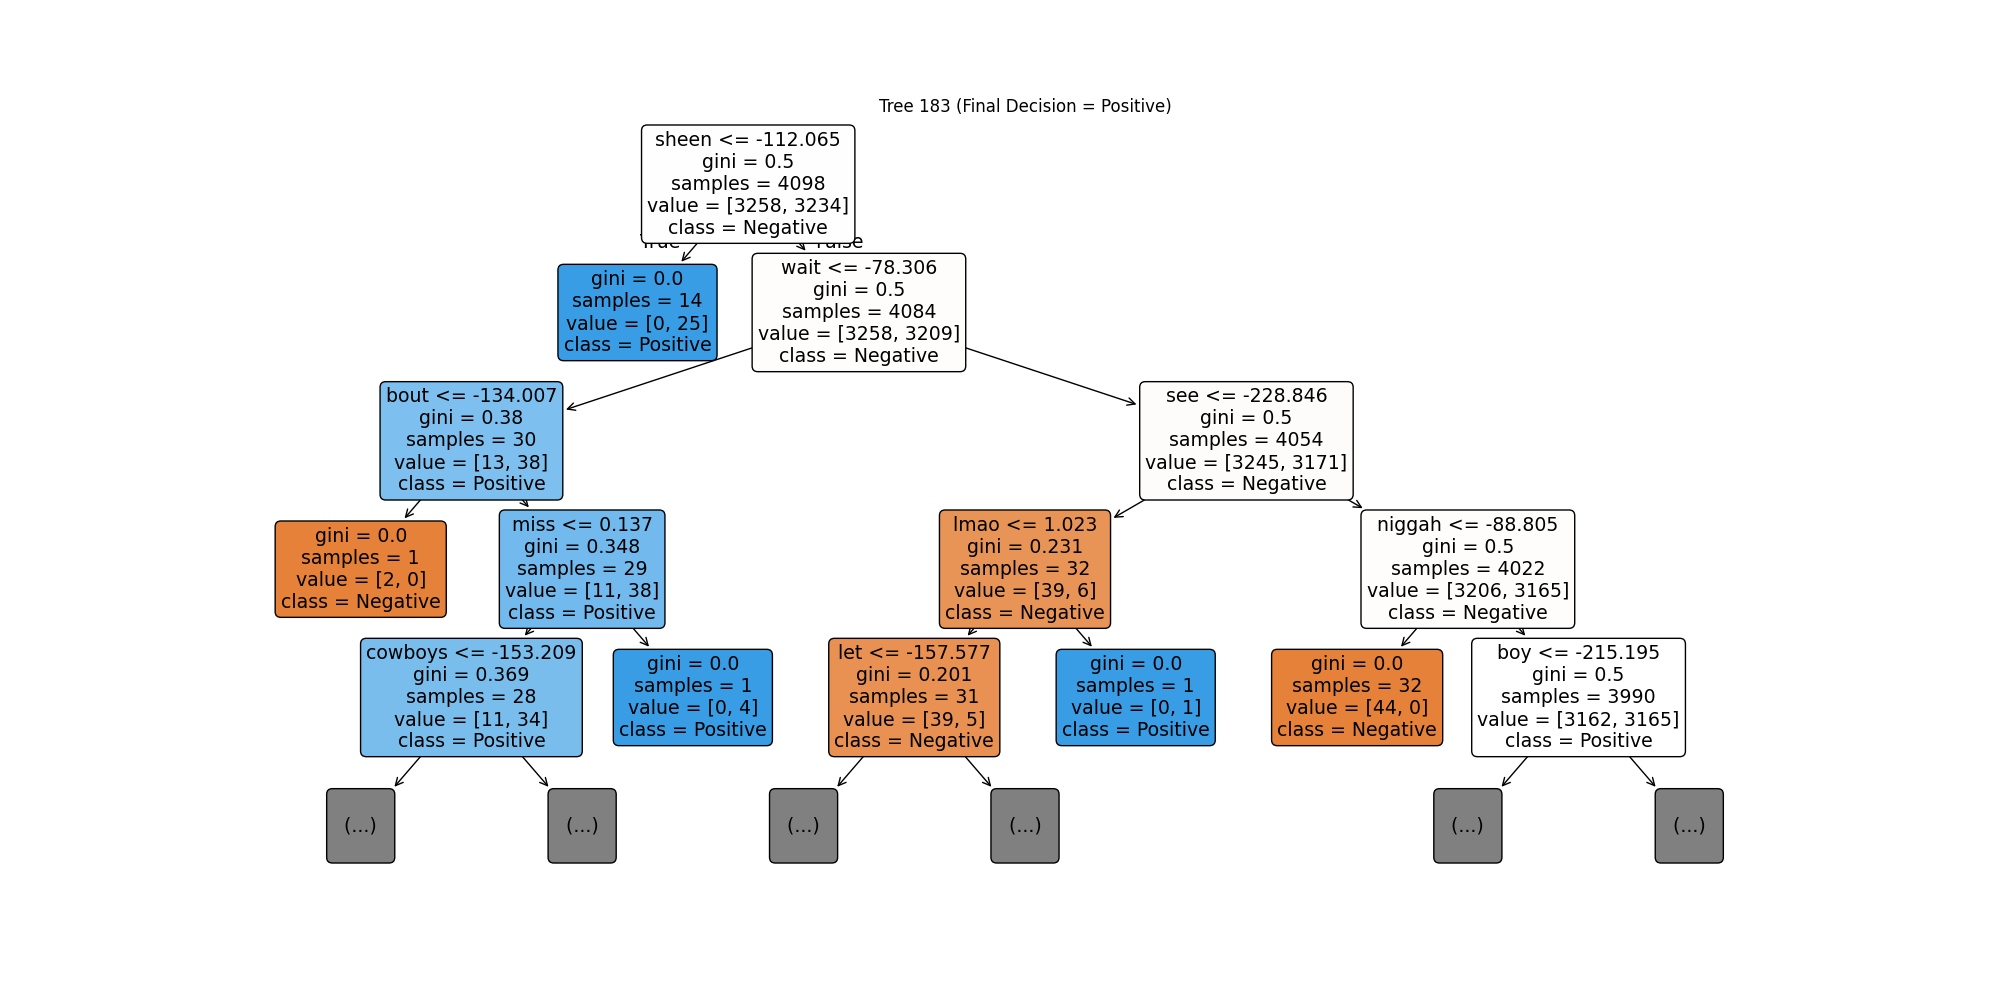 Tree 183 (Final Decision = Positive)
sheen <= -112.065
gini = 0.5
samples = 4098
value = [3258, 3234]
class = Negative
True
False
gini = 0.0
samples = 14
value = [0, 25]
class = Positive
wait <= -78.306
gini = 0.5
samples = 4084
value = [3258, 3209]
class = Negative
bout <= -134.007
gini = 0.38
samples = 30
value = [13, 38]
class = Positive
see <= -228.846
gini = 0.5
samples = 4054
value = [3245, 3171]
class = Negative
gini = 0.0
samples = 1
value = [2, 0]
class = Negative
miss <= 0.137
gini = 0.348
samples = 29
value = [11, 38]
class = Positive
lmao <= 1.023
gini = 0.231
samples = 32
value = [39, 6]
class = Negative
niggah <= -88.805
gini = 0.5
samples = 4022
value = [3206, 3165]
class = Negative
cowboys <= -153.209
gini = 0.369
samples = 28
value = [11, 34]
class = Positive
gini = 0.0
samples = 1
value = [0, 4]
class = Positive
let <= -157.577
gini = 0.201
samples = 31
value = [39, 5]
class = Negative
gini = 0.0
samples = 1
value = [0, 1]
class = Positive
gini = 0.0
samples = 32
value = [44, 0]
class = Negative
boy <= -215.195
gini = 0.5
samples = 3990
value = [3162, 3165]
class = Positive
(...)
(...)
(...)
(...)
(...)
(...)